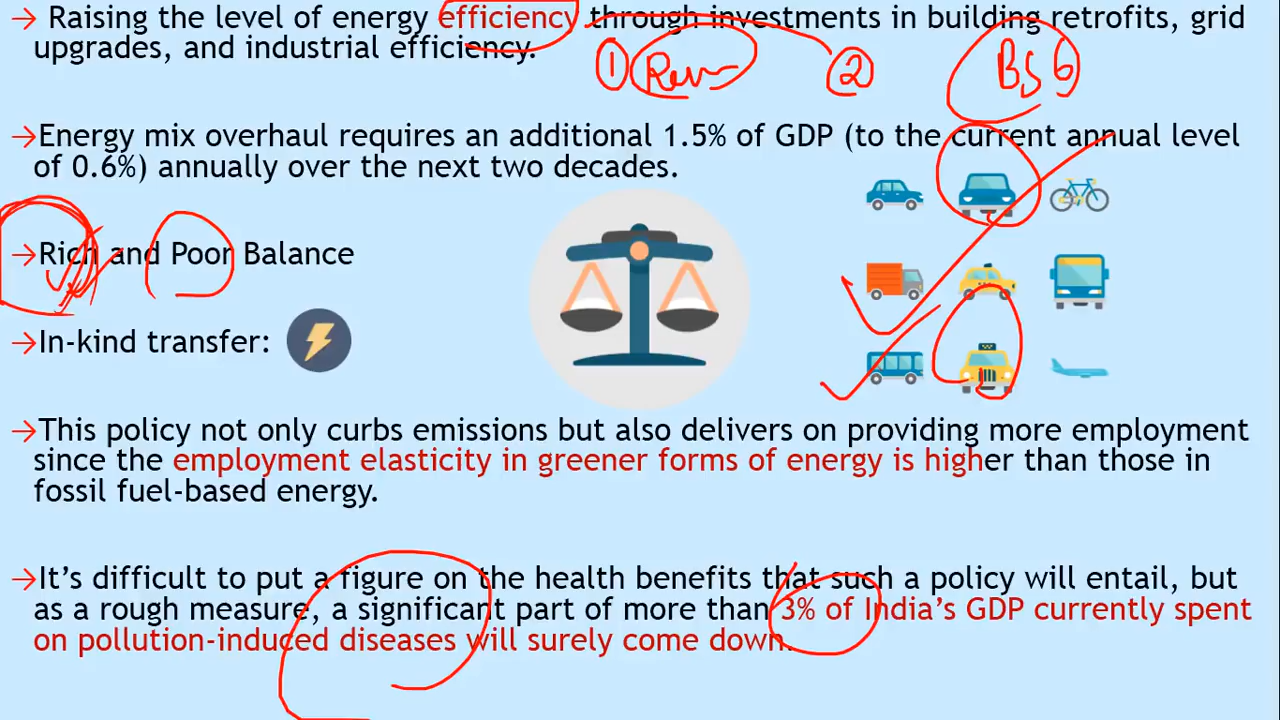 → Raising the level of energy efficiency through investments in building retrofits, grid
upgrades, and industrial efficiency.
① ② BS 6
→Energy mix overhaul requires an additional 1.5% of GDP (to the current annual level
of 0.6%) annually over the next two decades.
→Rich and Poor Balance
→In-kind transfer:
→This policy not only curbs emissions but also delivers on providing more employment
since the employment elasticity in greener forms of energy is higher than those in
fossil fuel-based energy.
→It’s difficult to put a figure on the health benefits that such a policy will entail, but
as a rough measure, a significant part of more than 3% of India’s GDP currently spent
on pollution-induced diseases will surely come down.